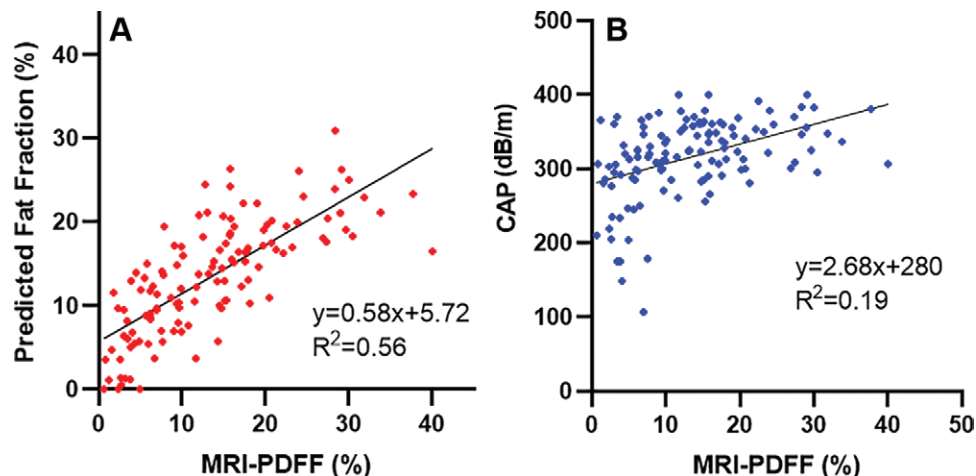 A
Predicted Fat Fraction (%)
40
30
20
10
0
y=0.58x+5.72
R²=0.56
0 10 20 30 40
MRI-PDFF (%)
B
CAP (dB/m)
500
400
300
200
100
0
y=2.68x+280
R²=0.19
0 10 20 30 40 50
MRI-PDFF (%)